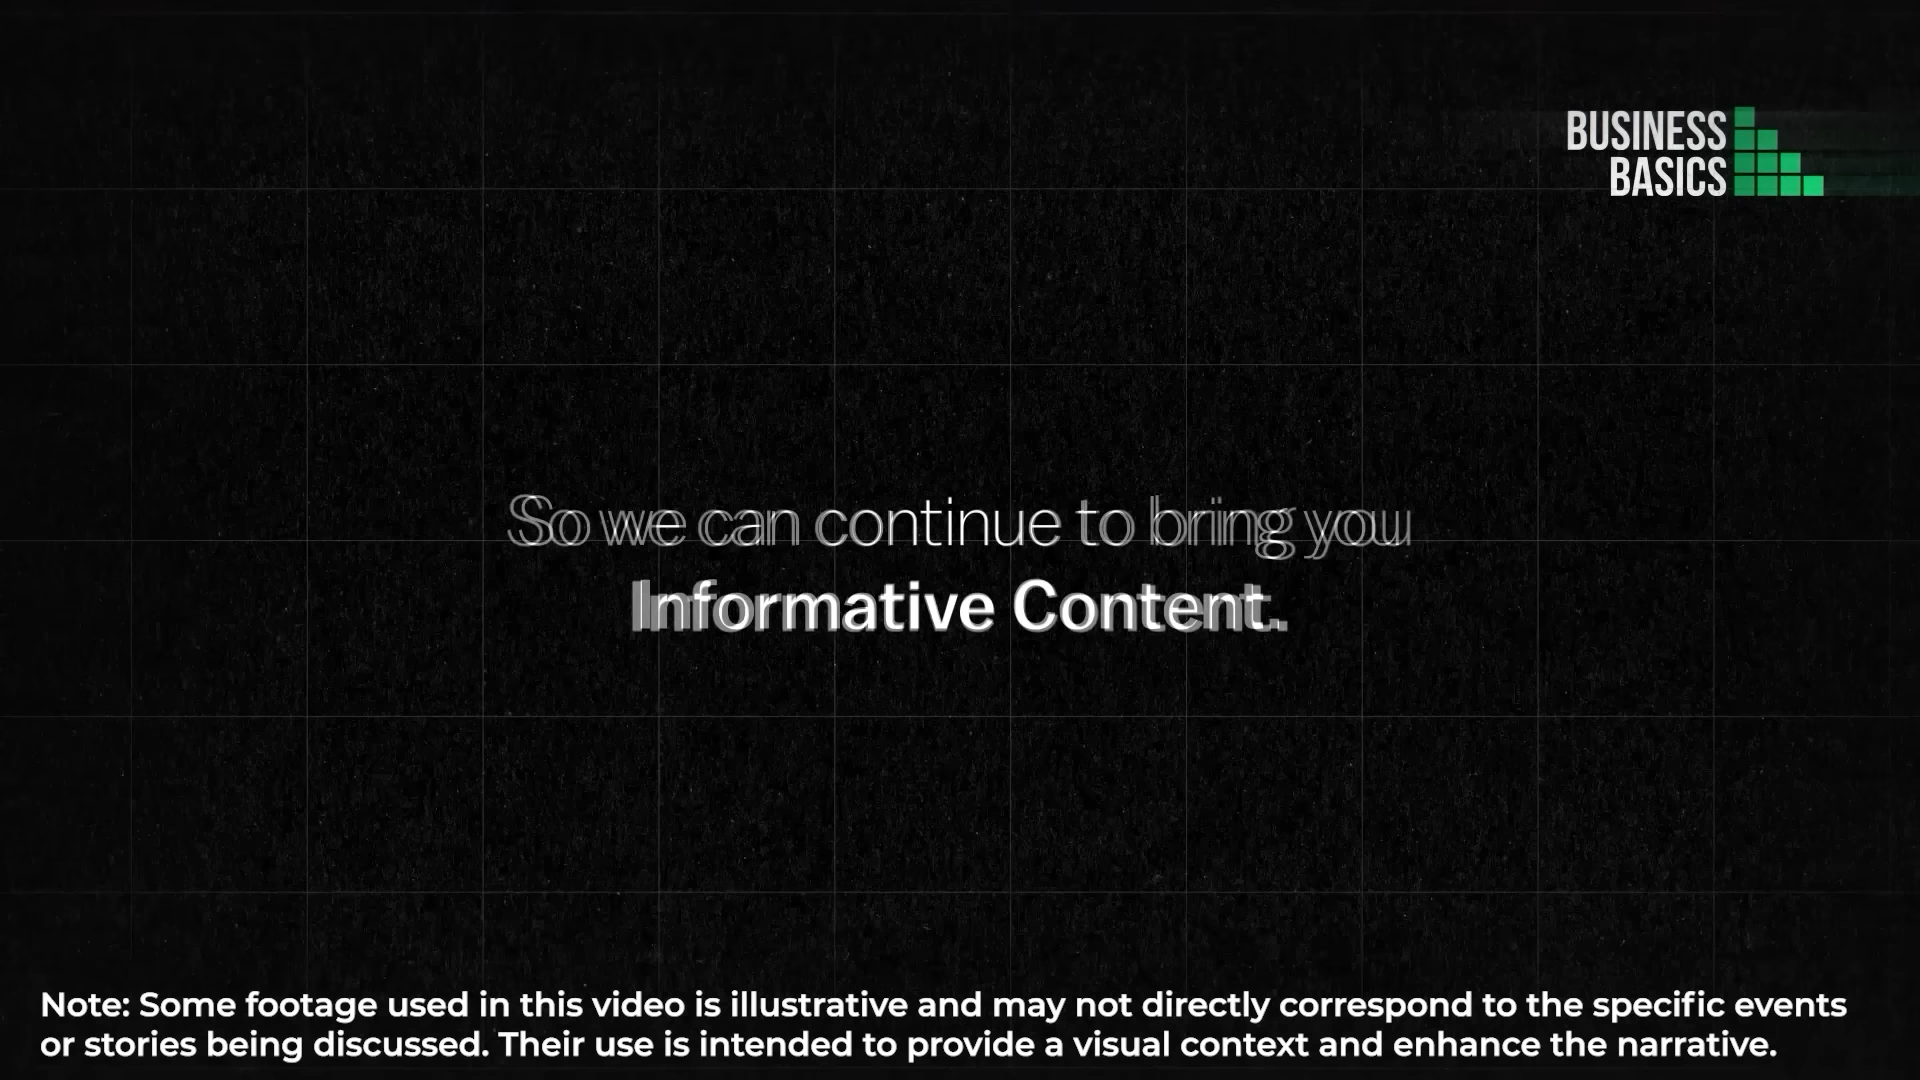 BUSINESS
BASICS
So we can continue to bring you
Informative Content.
Note: Some footage used in this video is illustrative and may not directly correspond to the specific events
or stories being discussed. Their use is intended to provide a visual context and enhance the narrative.